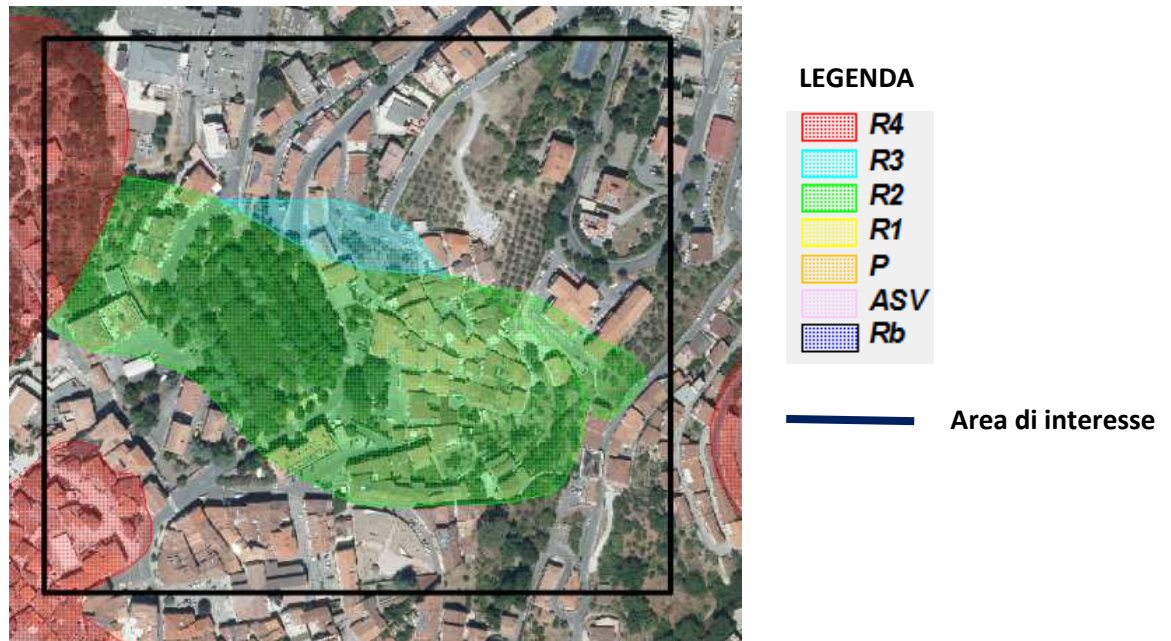 LEGENDA
R4
R3
R2
R1
P
ASV
Rb
Area di interesse